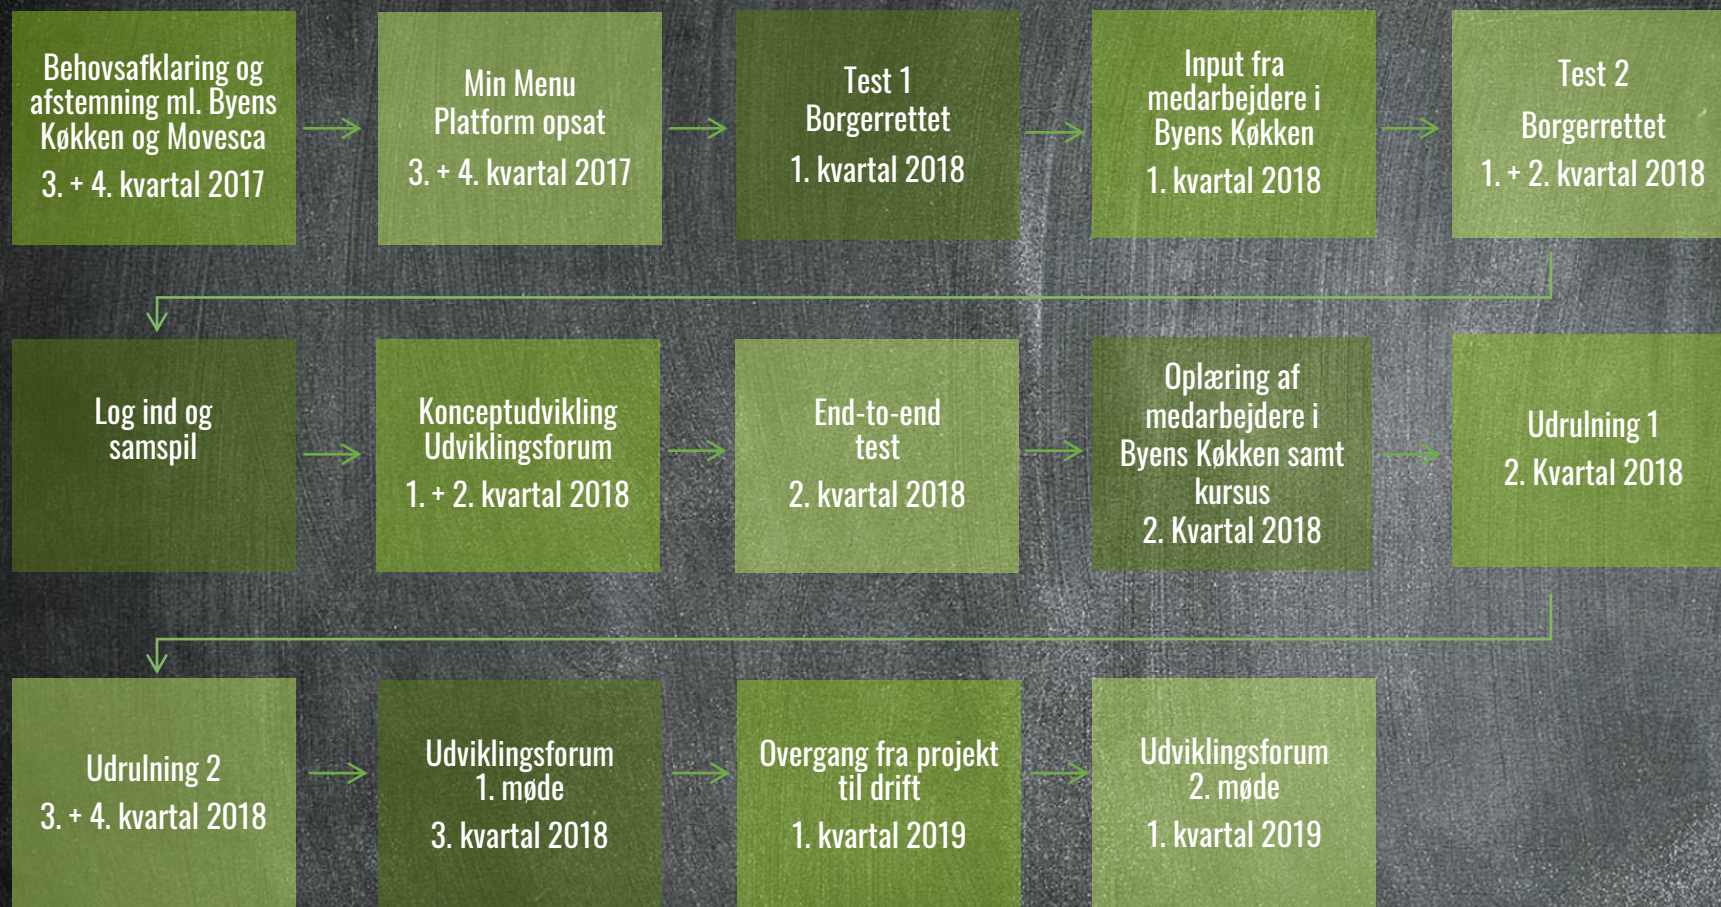 Behovsafklaring og
afstemning ml. Byens
Køkken og Movesca
3. + 4. kvartal 2017
Min Menu
Platform opsat
3. + 4. kvartal 2017
Test 1
Borgerrettet
1. kvartal 2018
Input fra
medarbejdere i
Byens Køkken
1. kvartal 2018
Test 2
Borgerrettet
1. + 2. kvartal 2018
Log ind og
samspil
Konceptudvikling
Udviklingsforum
1. + 2. kvartal 2018
End-to-end
test
2. kvartal 2018
Oplæring af
medarbejdere i
Byens Køkken samt
kursus
2. Kvartal 2018
Udrulning 1
2. Kvartal 2018
Udrulning 2
3. + 4. kvartal 2018
Udviklingsforum
1. møde
3. kvartal 2018
Overgang fra projekt
til drift
1. kvartal 2019
Udviklingsforum
2. møde
1. kvartal 2019